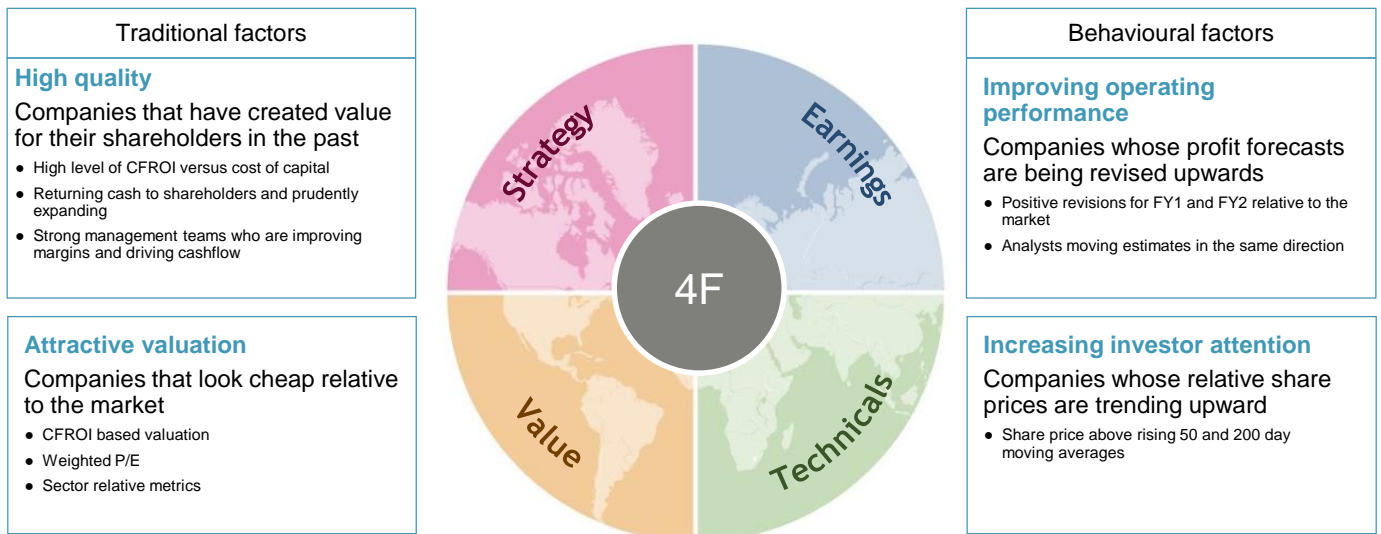 Traditional factors
High quality
Companies that have created value
for their shareholders in the past
● High level of CFROI versus cost of capital
● Returning cash to shareholders and prudently
expanding
● Strong management teams who are improving
margins and driving cashflow
Attractive valuation
Companies that look cheap relative
to the market
● CFROI based valuation
● Weighted P/E
● Sector relative metrics
Strategy
Earnings
4F
Value
Technicals
Behavioural factors
Improving operating
performance
Companies whose profit forecasts
are being revised upwards
● Positive revisions for FY1 and FY2 relative to the
market
● Analysts moving estimates in the same direction
Increasing investor attention
Companies whose relative share
prices are trending upward
● Share price above rising 50 and 200 day
moving averages